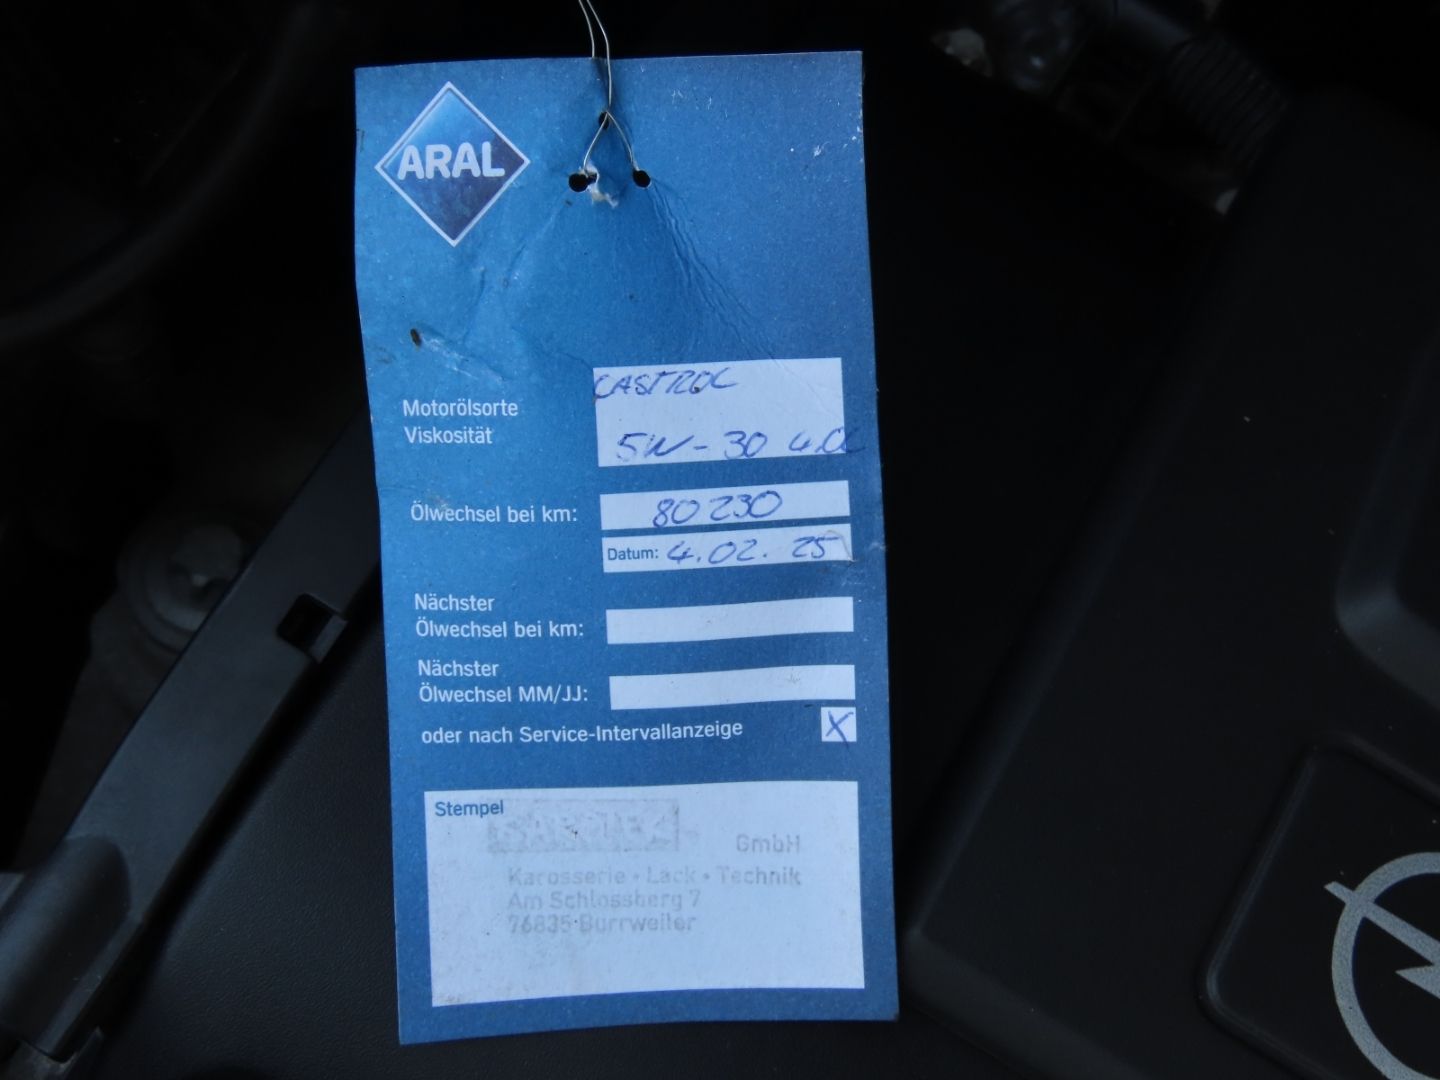 ARAL
Motorölsorte
Viskosität
CASTROL
5W-30 4.0L
Ölwechsel bei km: 80230
Datum: 4.02.25
Nächster
Ölwechsel bei km:
Nächster
Ölwechsel MM/JJ:
oder nach Service-Intervallanzeige X
Stempel
GmbH
Karosserie • Lack • Technik
Am Schlossberg 7
76835 Burrweiler